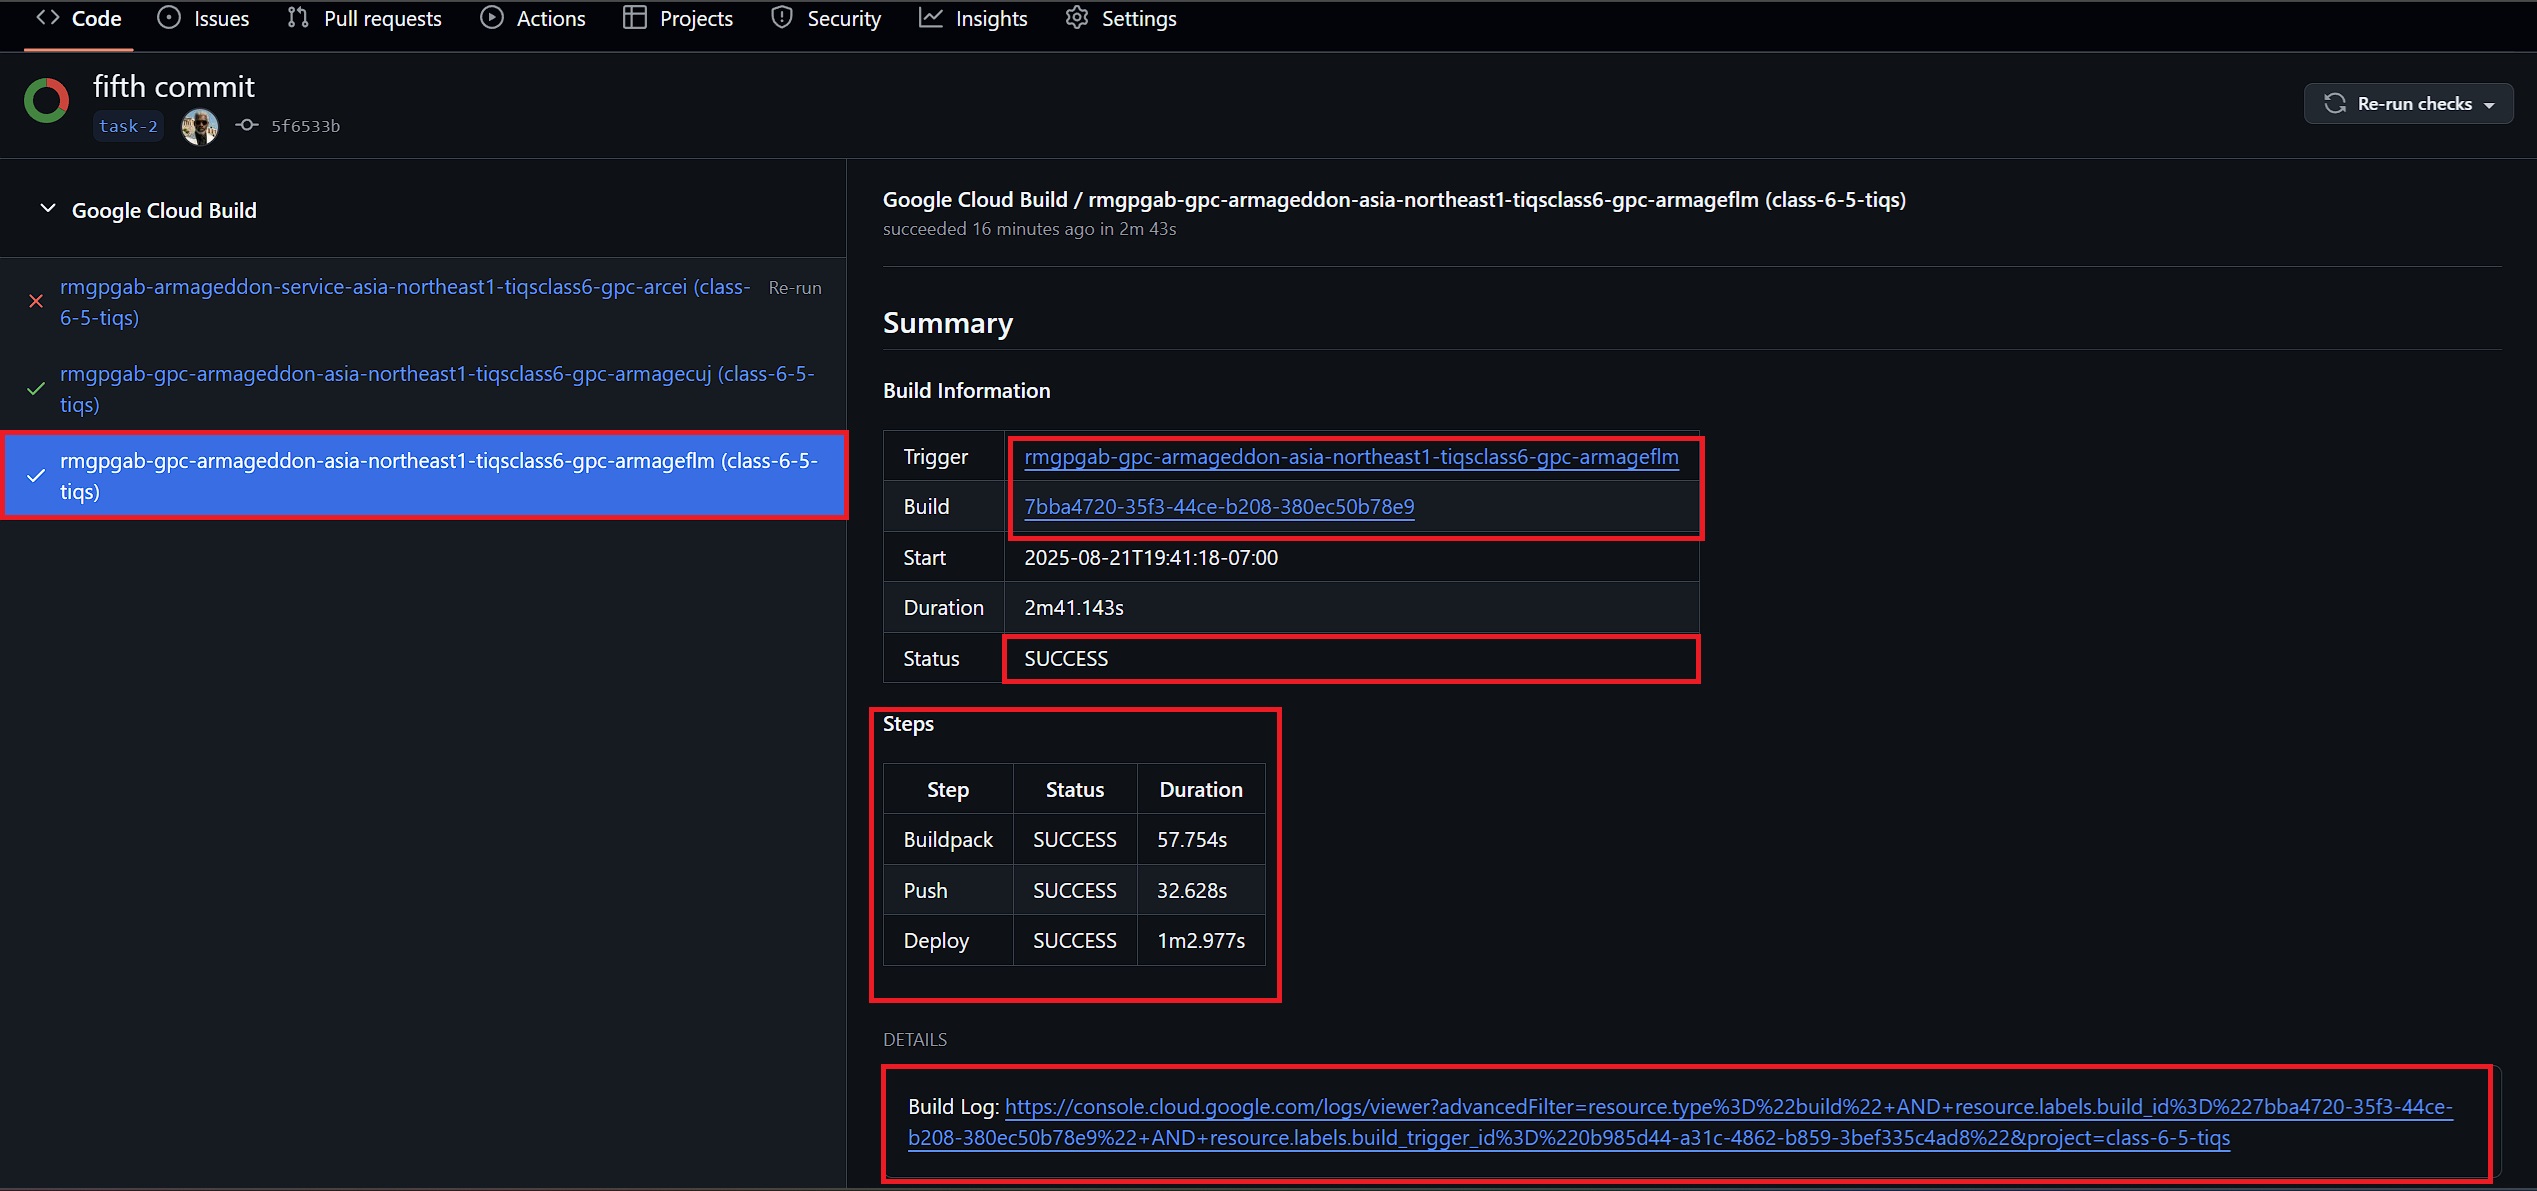 Code Issues Pull requests Actions Projects Security Insights Settings
fifth commit
task-2 5f6533b
Re-run checks
Google Cloud Build
rmgpgab-armageddon-service-asia-northeast1-tiqsclass6-gpc-arcei (class-
6-5-tiqs)
Re-run
rmgpgab-gpc-armageddon-asia-northeast1-tiqsclass6-gpc-armagecuj (class-6-5-
tiqs)
rmgpgab-gpc-armageddon-asia-northeast1-tiqsclass6-gpc-armageflm (class-6-5-
tiqs)
Google Cloud Build / rmgpgab-gpc-armageddon-asia-northeast1-tiqsclass6-gpc-armageflm (class-6-5-tiqs)
succeeded 16 minutes ago in 2m 43s
Summary
Build Information
Trigger rmgpgab-gpc-armageddon-asia-northeast1-tiqsclass6-gpc-armageflm
Build 7bba4720-35f3-44ce-b208-380ec50b78e9
Start 2025-08-21T19:41:18-07:00
Duration 2m41.143s
Status SUCCESS
Steps
Step Status Duration
Buildpack SUCCESS 57.754s
Push SUCCESS 32.628s
Deploy SUCCESS 1m2.977s
DETAILS
Build Log: https://console.cloud.google.com/logs/viewer?advancedFilter=resource.type%3D%22build%22+AND+resource.labels.build_id%3D%227bba4720-35f3-44ce-
b208-380ec50b78e9%22+AND+resource.labels.build_trigger_id%3D%220b985d44-a31c-4862-b859-3bef335c4ad8%22&project=class-6-5-tiqs